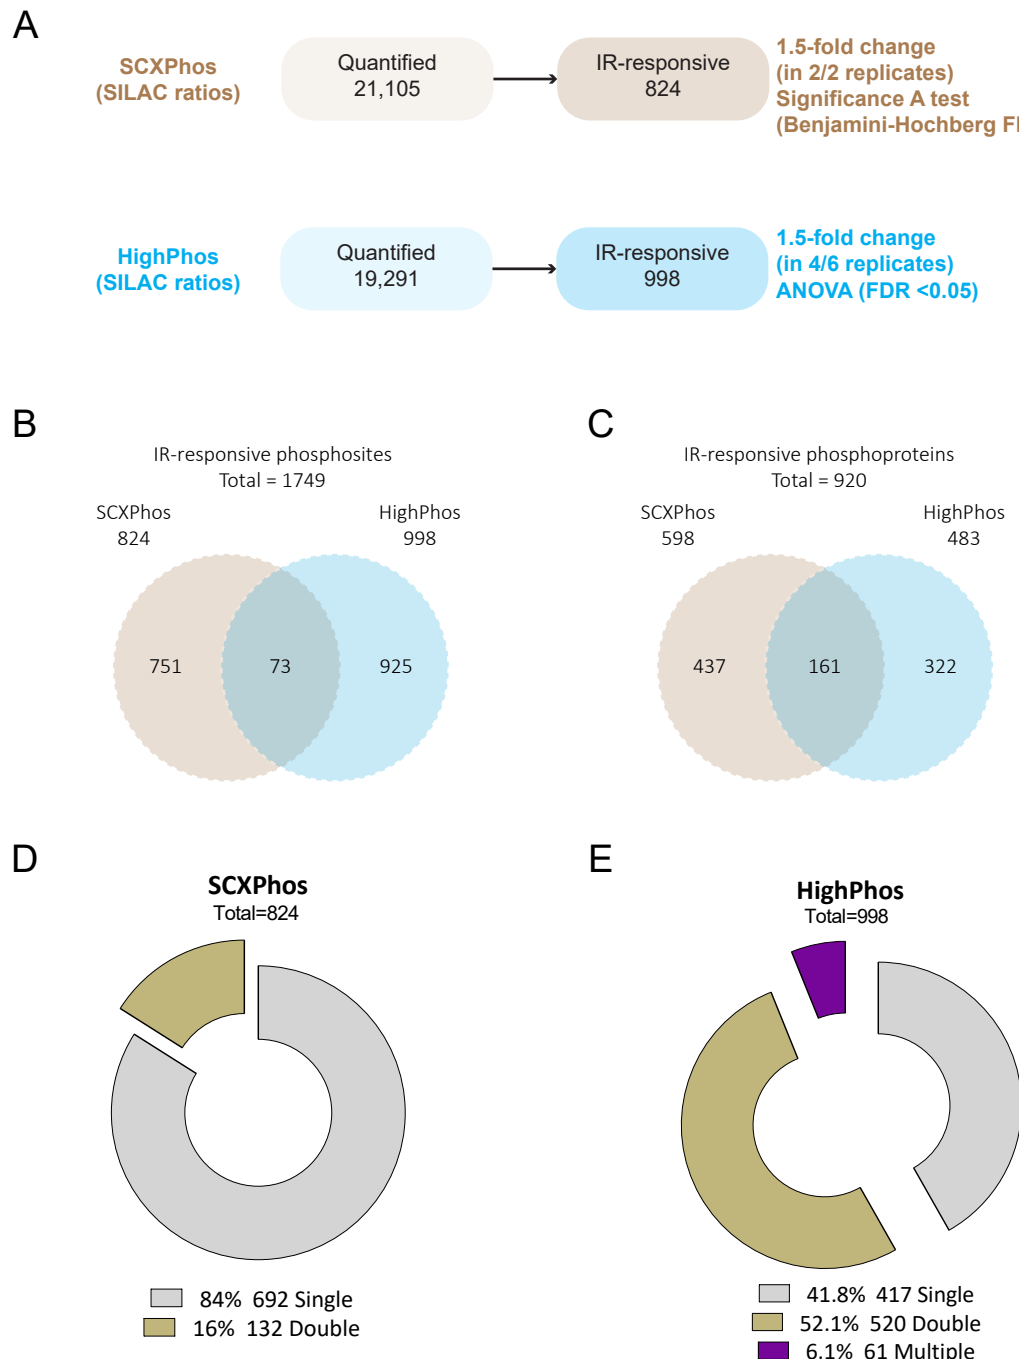 A
SCXPhos
(SILAC ratios)
Quantified
21,105
IR-responsive
824
1.5-fold change
(in 2/2 replicates)
Significance A test
(Benjamini-Hochberg
HighPhos
(SILAC ratios)
Quantified
19,291
IR-responsive
998
1.5-fold change
(in 4/6 replicates)
ANOVA (FDR <0.05)
B
IR-responsive phosphosites
Total = 1749
SCXPhos
824
HighPhos
998
751
73
925
C
IR-responsive phosphoproteins
Total = 920
SCXPhos
598
HighPhos
483
437
161
322
D
SCXPhos
Total=824
84% 692 Single
16% 132 Double
E
HighPhos
Total=998
41.8% 417 Single
52.1% 520 Double
6.1% 61 Multiple